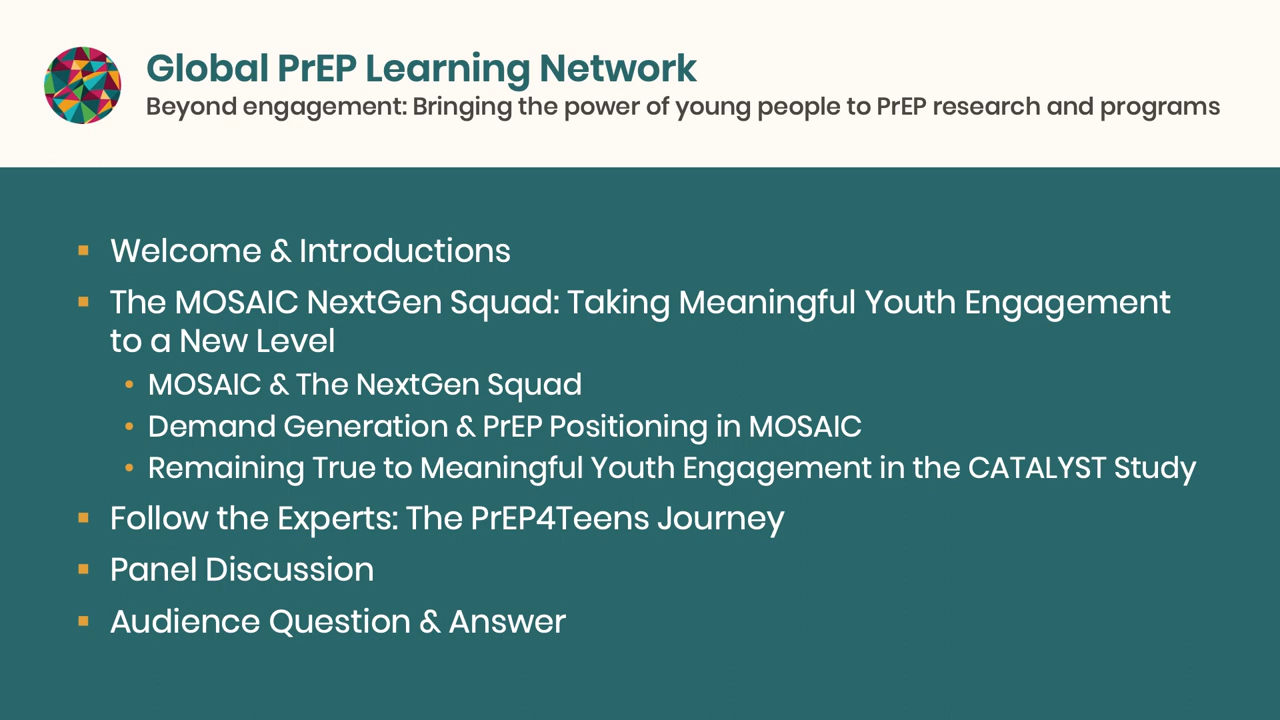 Global PrEP Learning Network
Beyond engagement: Bringing the power of young people to PrEP research and programs
▪ Welcome & Introductions
▪ The MOSAIC NextGen Squad: Taking Meaningful Youth Engagement
to a New Level
• MOSAIC & The NextGen Squad
• Demand Generation & PrEP Positioning in MOSAIC
• Remaining True to Meaningful Youth Engagement in the CATALYST Study
▪ Follow the Experts: The PrEP4Teens Journey
▪ Panel Discussion
▪ Audience Question & Answer